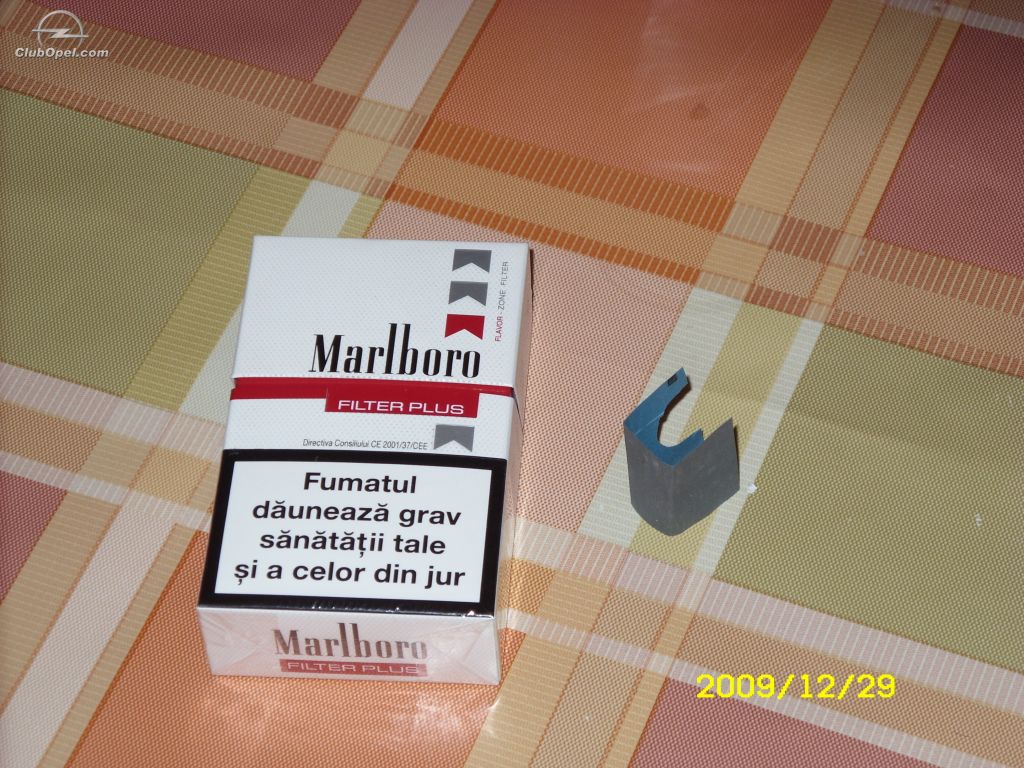 ClubOpel.com
FLAVOR - ZONE FILTER
Marlboro
FILTER PLUS
Directiva Consiliului CE 2001/37/CEE
Fumatul
dăunează grav
sănătății tale
și a celor din jur
Marlboro
FILTER PLUS
2009/12/29